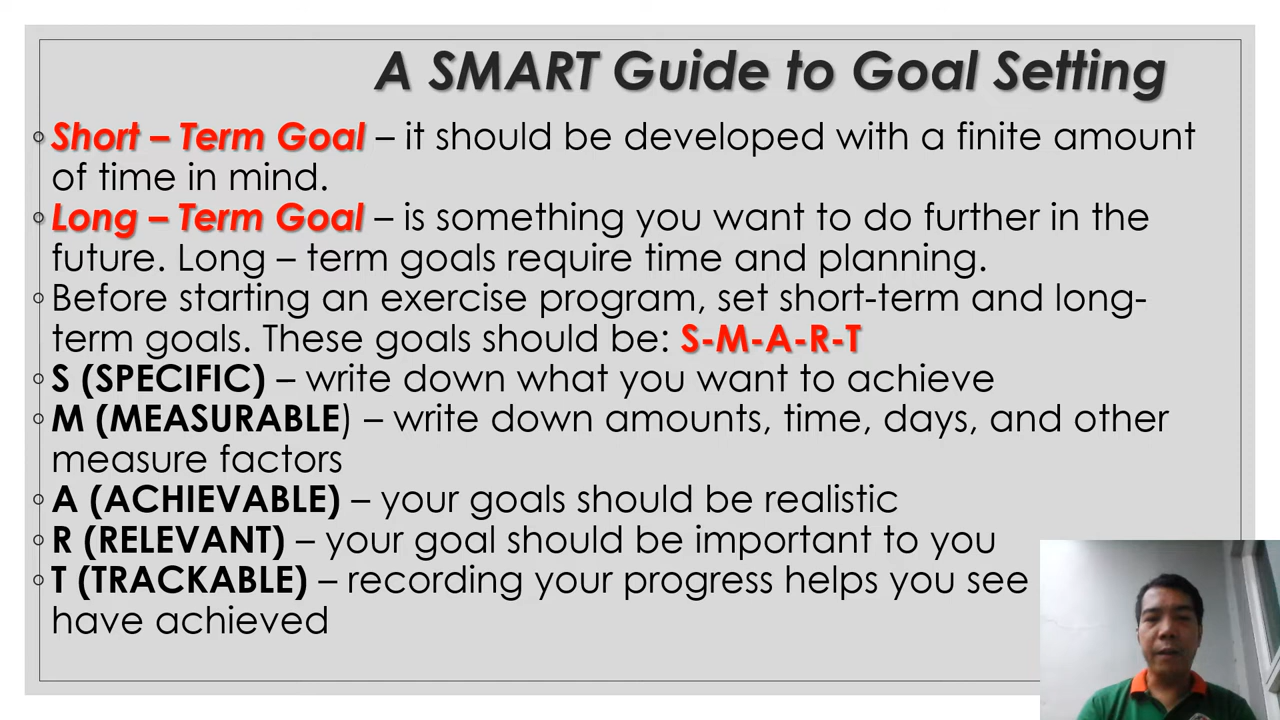 A SMART Guide to Goal Setting
Short – Term Goal – it should be developed with a finite amount
of time in mind.
Long – Term Goal – is something you want to do further in the
future. Long – term goals require time and planning.
Before starting an exercise program, set short-term and long-
term goals. These goals should be: S-M-A-R-T
S (SPECIFIC) – write down what you want to achieve
M (MEASURABLE) – write down amounts, time, days, and other
measure factors
A (ACHIEVABLE) – your goals should be realistic
R (RELEVANT) – your goal should be important to you
T (TRACKABLE) – recording your progress helps you see
have achieved